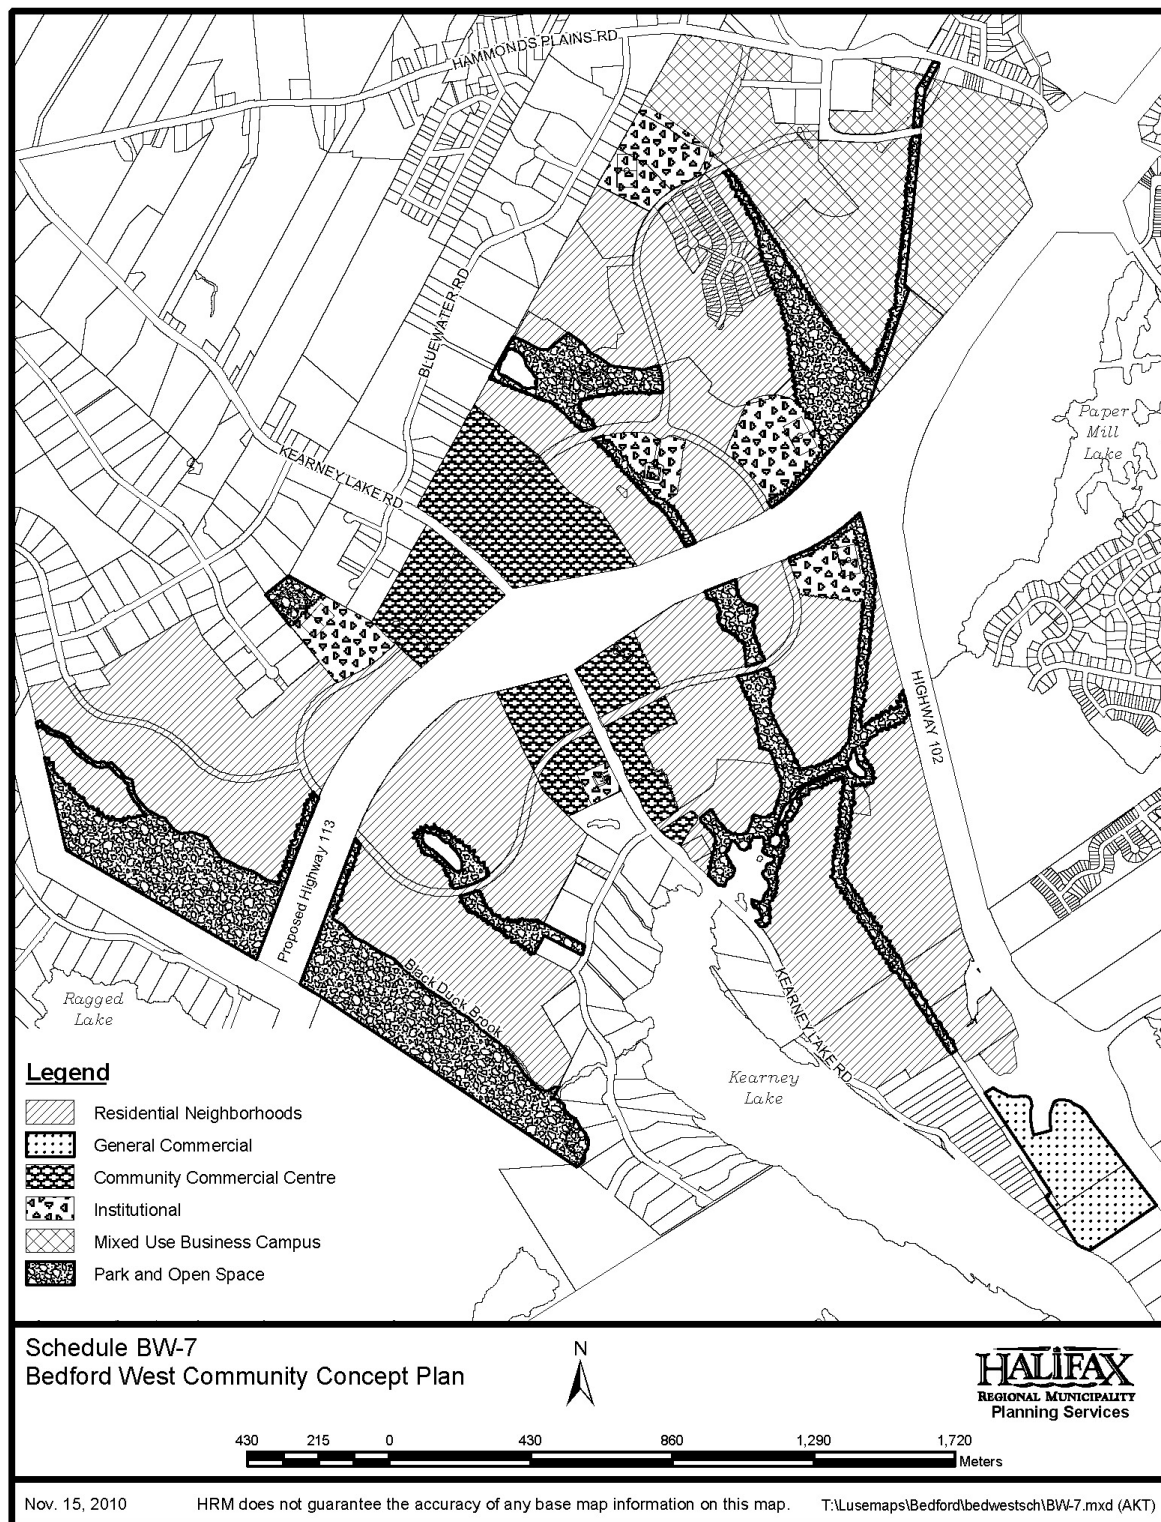 HAMMONDS PLAINS RD
BLUEWATER RD
KEARNEY LAKE RD
Paper
Mill
Lake
HIGHWAY 102
Proposed Highway 113
Black Duck Brook
Ragged
Lake
KEARNEY LAKE RD
Kearney
Lake
Legend
Residential Neighborhoods
General Commercial
Community Commercial Centre
Institutional
Mixed Use Business Campus
Park and Open Space
Schedule BW-7
Bedford West Community Concept Plan
N
HALIFAX
REGIONAL MUNICIPALITY
Planning Services
430 215 0 430 860 1,290 1,720
Meters
Nov. 15, 2010 HRM does not guarantee the accuracy of any base map information on this map. T:\Lusemaps\Bedford\bedwestsch\BW-7.mxd (AKT)